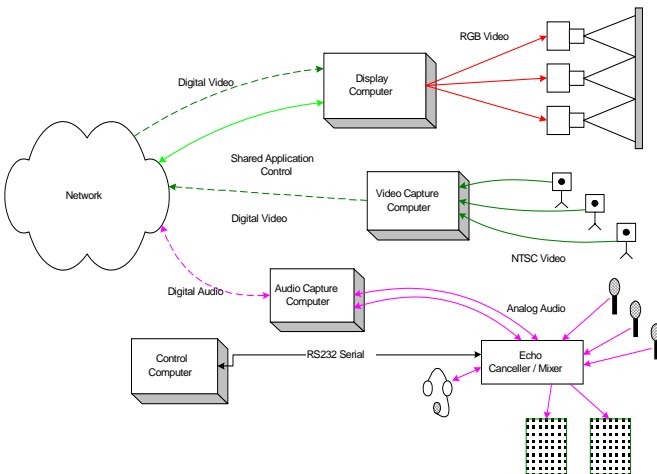 RGB Video
Digital Video
Display
Computer
Shared Application
Control
Network
Video Capture
Computer
Digital Video
NTSC Video
Digital Audio
Audio Capture
Computer
Analog Audio
Control
Computer
RS232 Serial
Echo
Canceller / Mixer